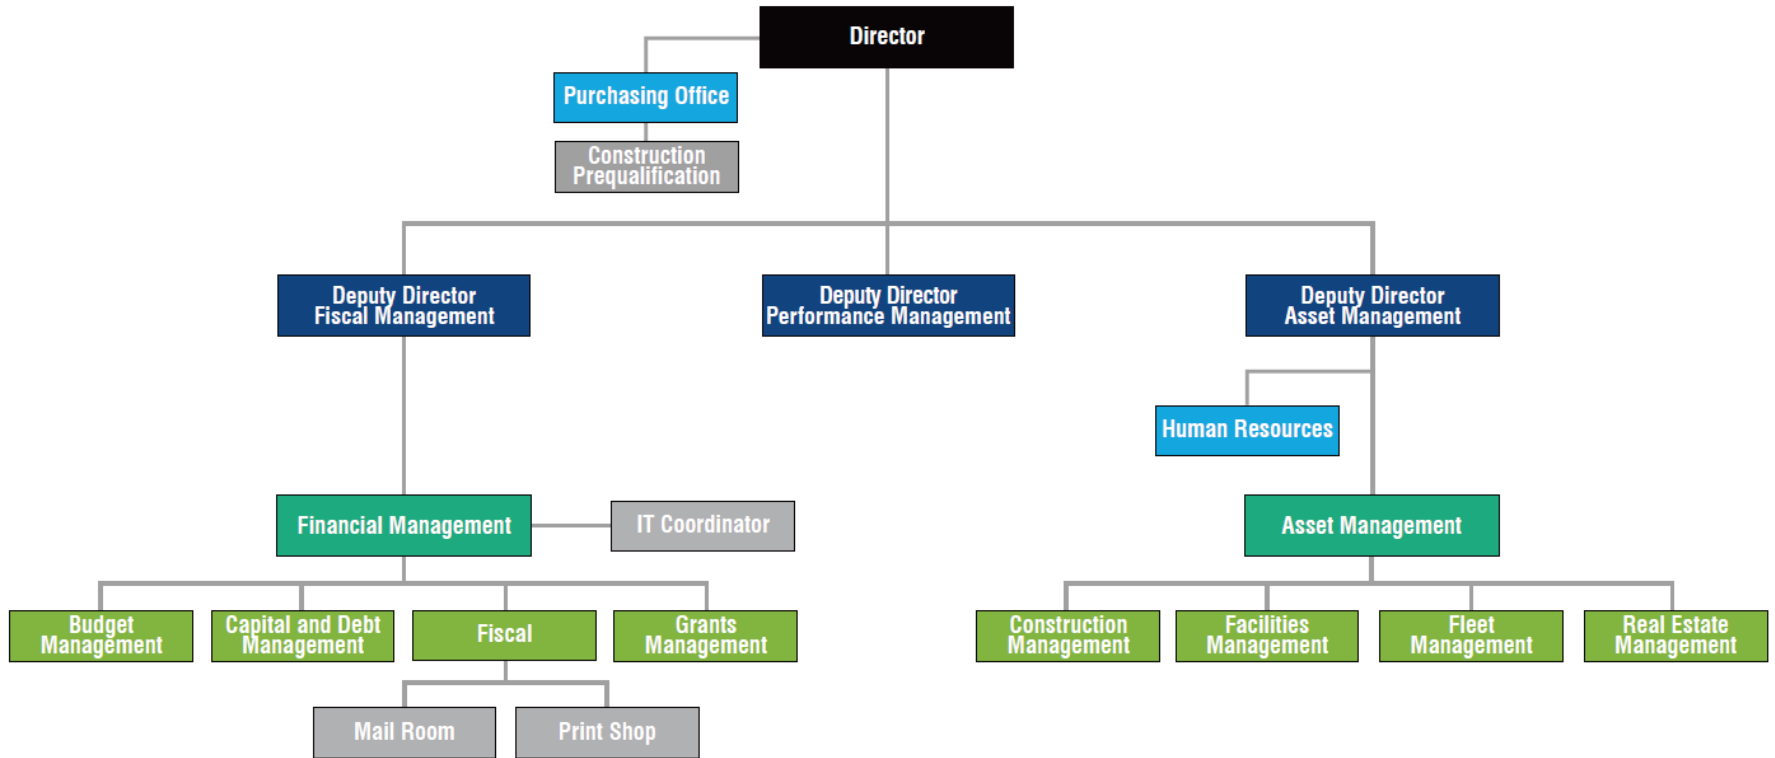 Director
Purchasing Office
Construction
Prequalification
Deputy Director
Fiscal Management
Deputy Director
Performance Management
Deputy Director
Asset Management
Human Resources
Financial Management
IT Coordinator
Asset Management
Budget
Management
Capital and Debt
Management
Fiscal
Grants
Management
Construction
Management
Facilities
Management
Fleet
Management
Real Estate
Management
Mail Room
Print Shop